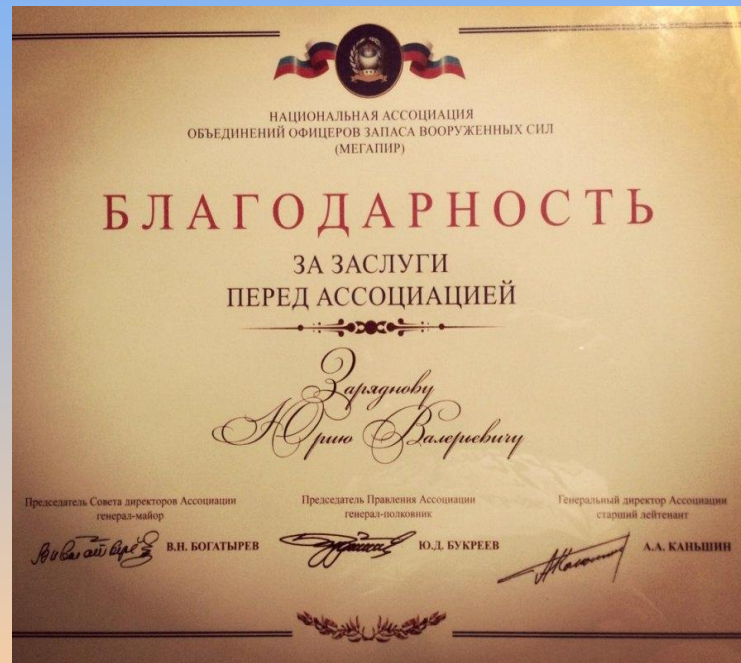 НАЦИОНАЛЬНАЯ АССОЦИАЦИЯ
ОБЪЕДИНЕНИЙ ОФИЦЕРОВ ЗАПАСА ВООРУЖЕННЫХ СИЛ
(МЕГАПИР)
БЛАГОДАРНОСТЬ
ЗА ЗАСЛУГИ
ПЕРЕД АССОЦИАЦИЕЙ
Заряднову
Юрию Валерьевичу
Председатель Совета директоров Ассоциации
генерал-майор
В.Н. БОГАТЫРЕВ
Председатель Правления Ассоциации
генерал-полковник
Ю.Д. БУКРЕЕВ
Генеральный директор Ассоциации
старший лейтенант
А.А. КАНЬШИН